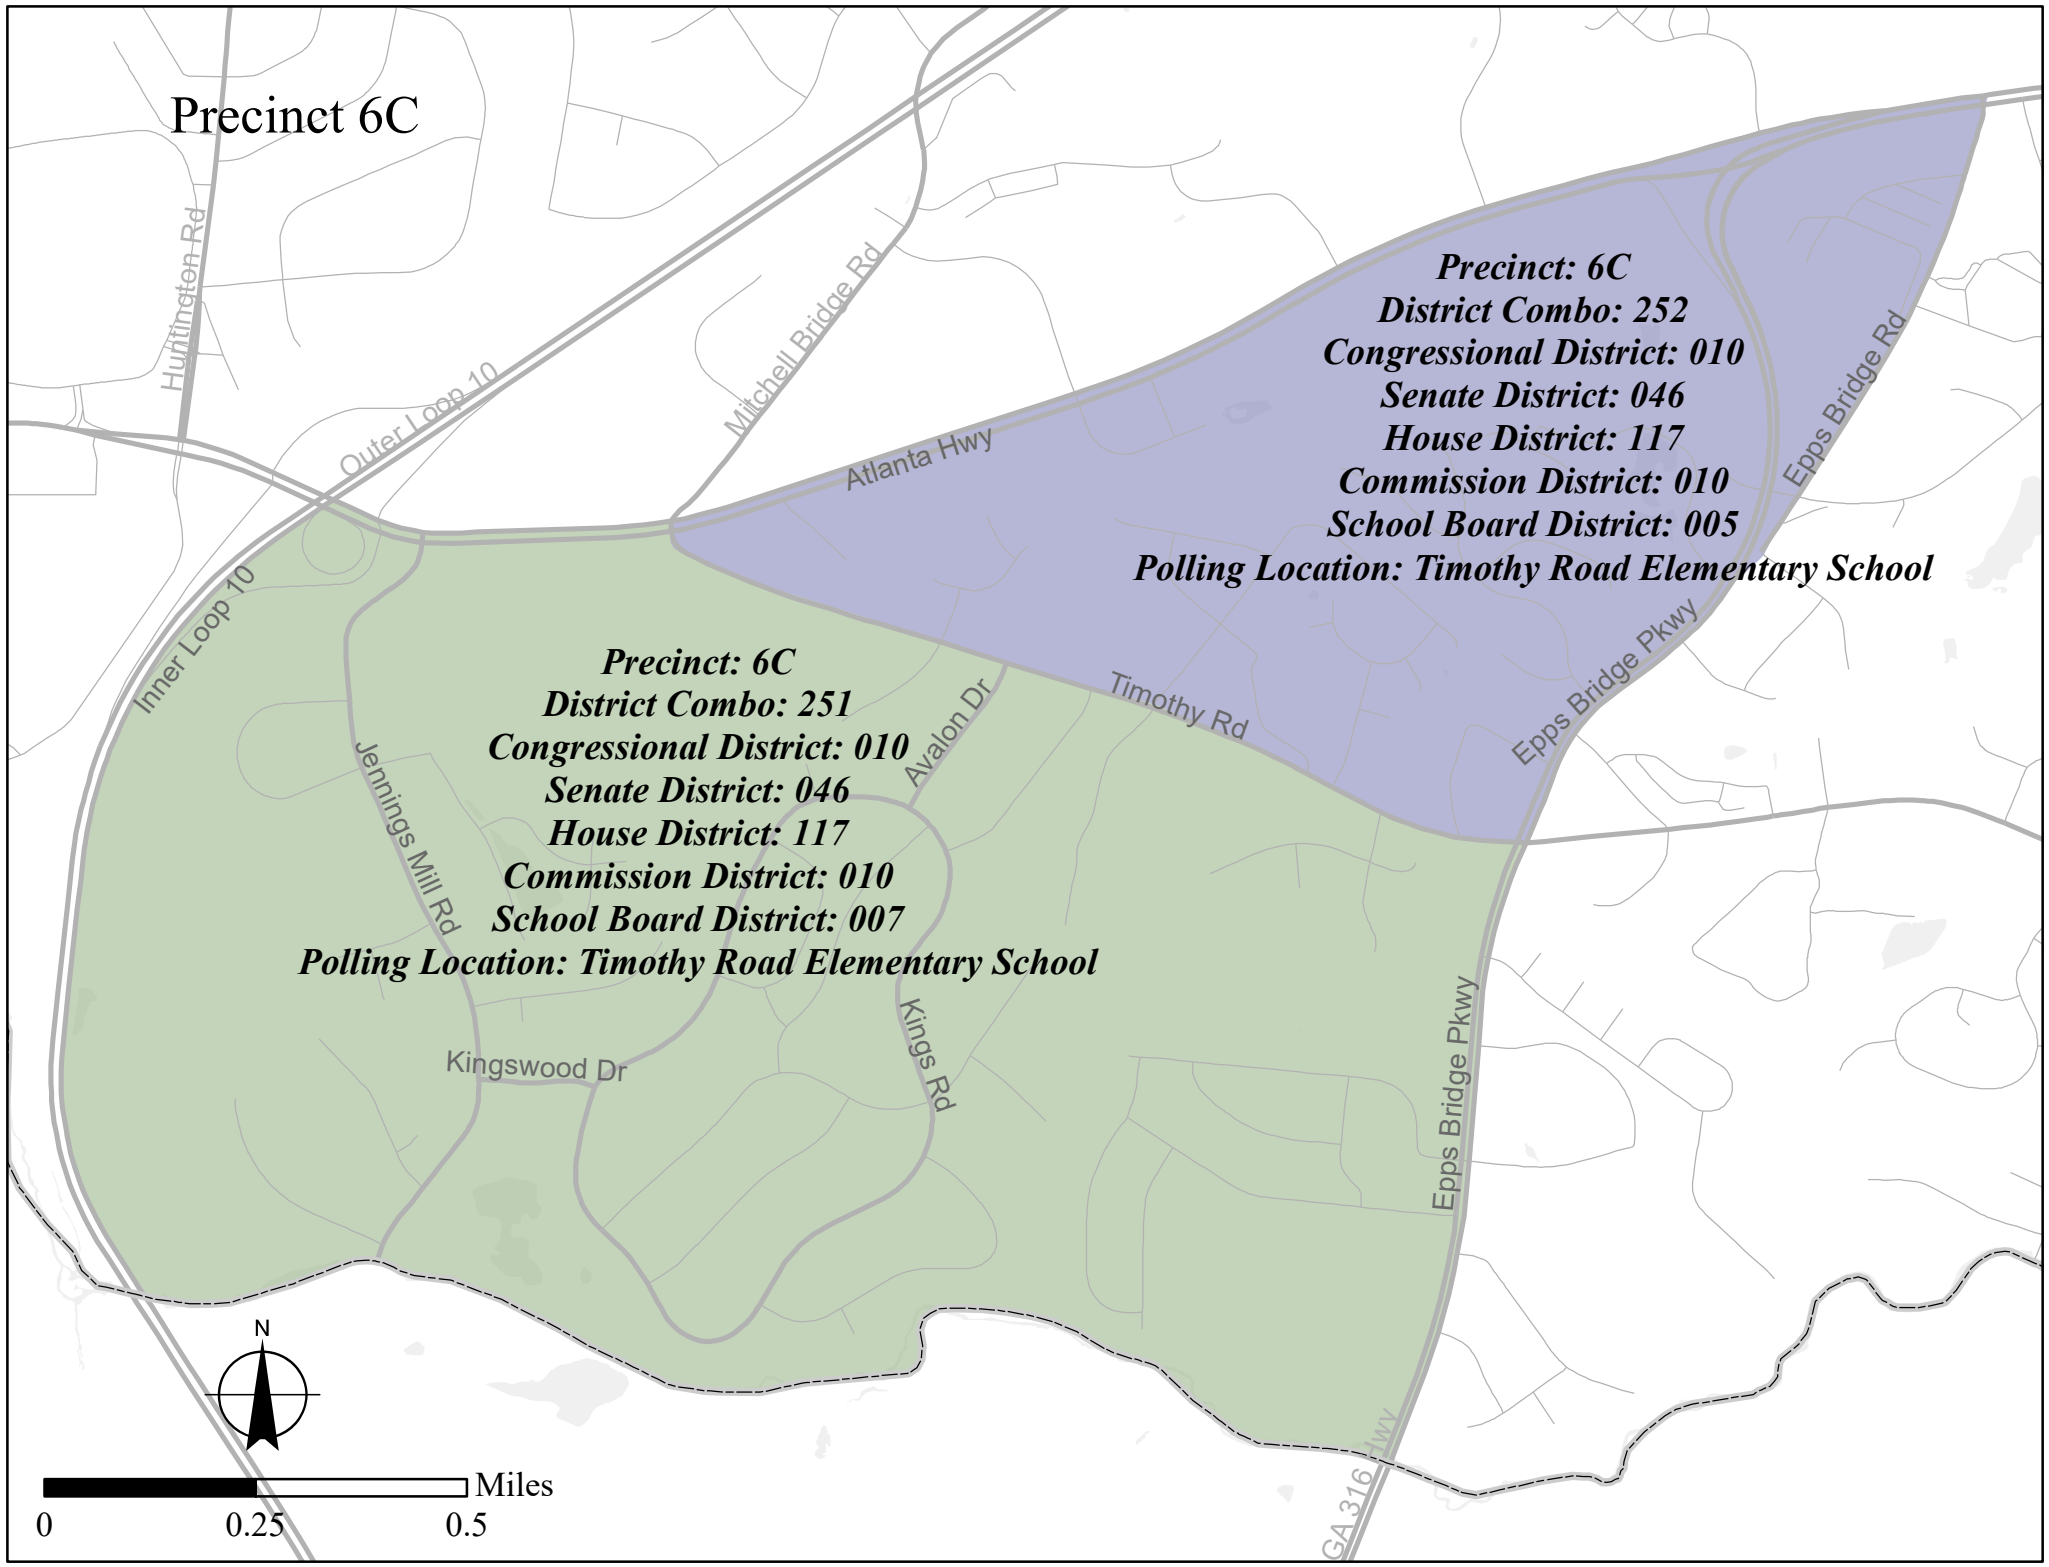 Precinct 6C
Huntington Rd
Outer Loop 10
Mitchell Bridge Rd
Atlanta Hwy
Precinct: 6C
District Combo: 252
Congressional District: 010
Senate District: 046
House District: 117
Commission District: 010
School Board District: 005
Polling Location: Timothy Road Elementary School
Epps Bridge Rd
Epps Bridge Pkwy
Inner Loop 10
Timothy Rd
Avalon Dr
Precinct: 6C
District Combo: 251
Congressional District: 010
Senate District: 046
House District: 117
Commission District: 010
School Board District: 007
Polling Location: Timothy Road Elementary School
Jennings Mill Rd
Kingswood Dr
Kings Rd
Epps Bridge Pkwy
GA 316 Hwy
N
Miles
0 0.25 0.5